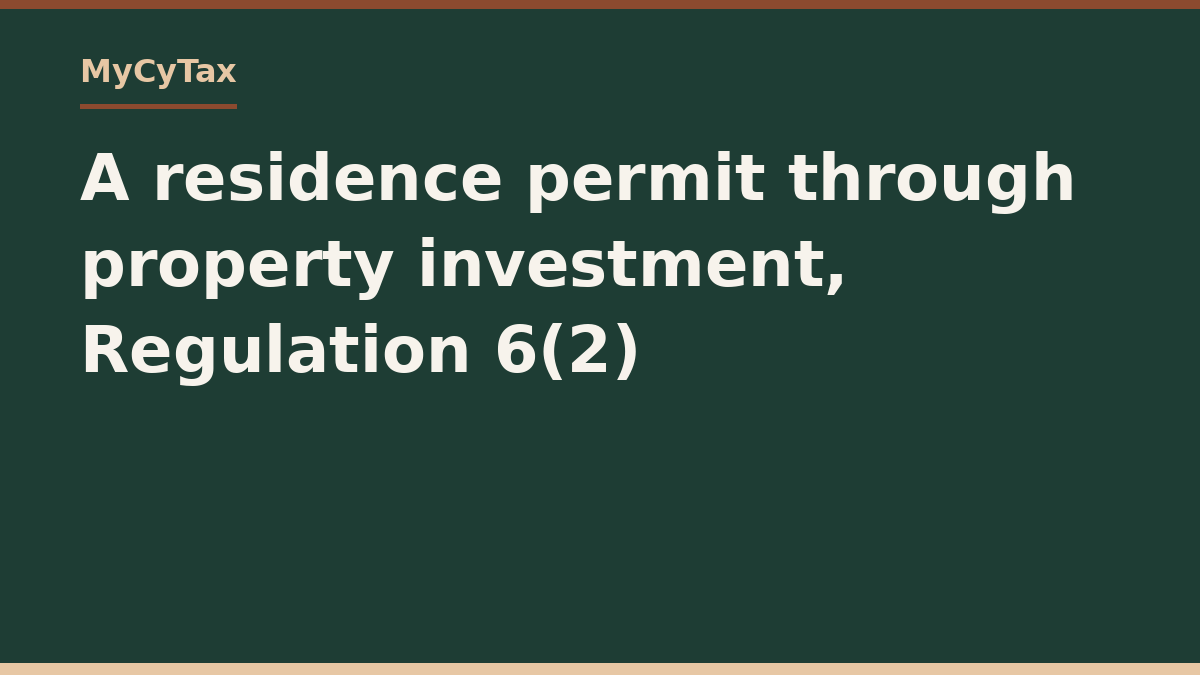 MyCyTax
A residence permit through
property investment,
Regulation 6(2)